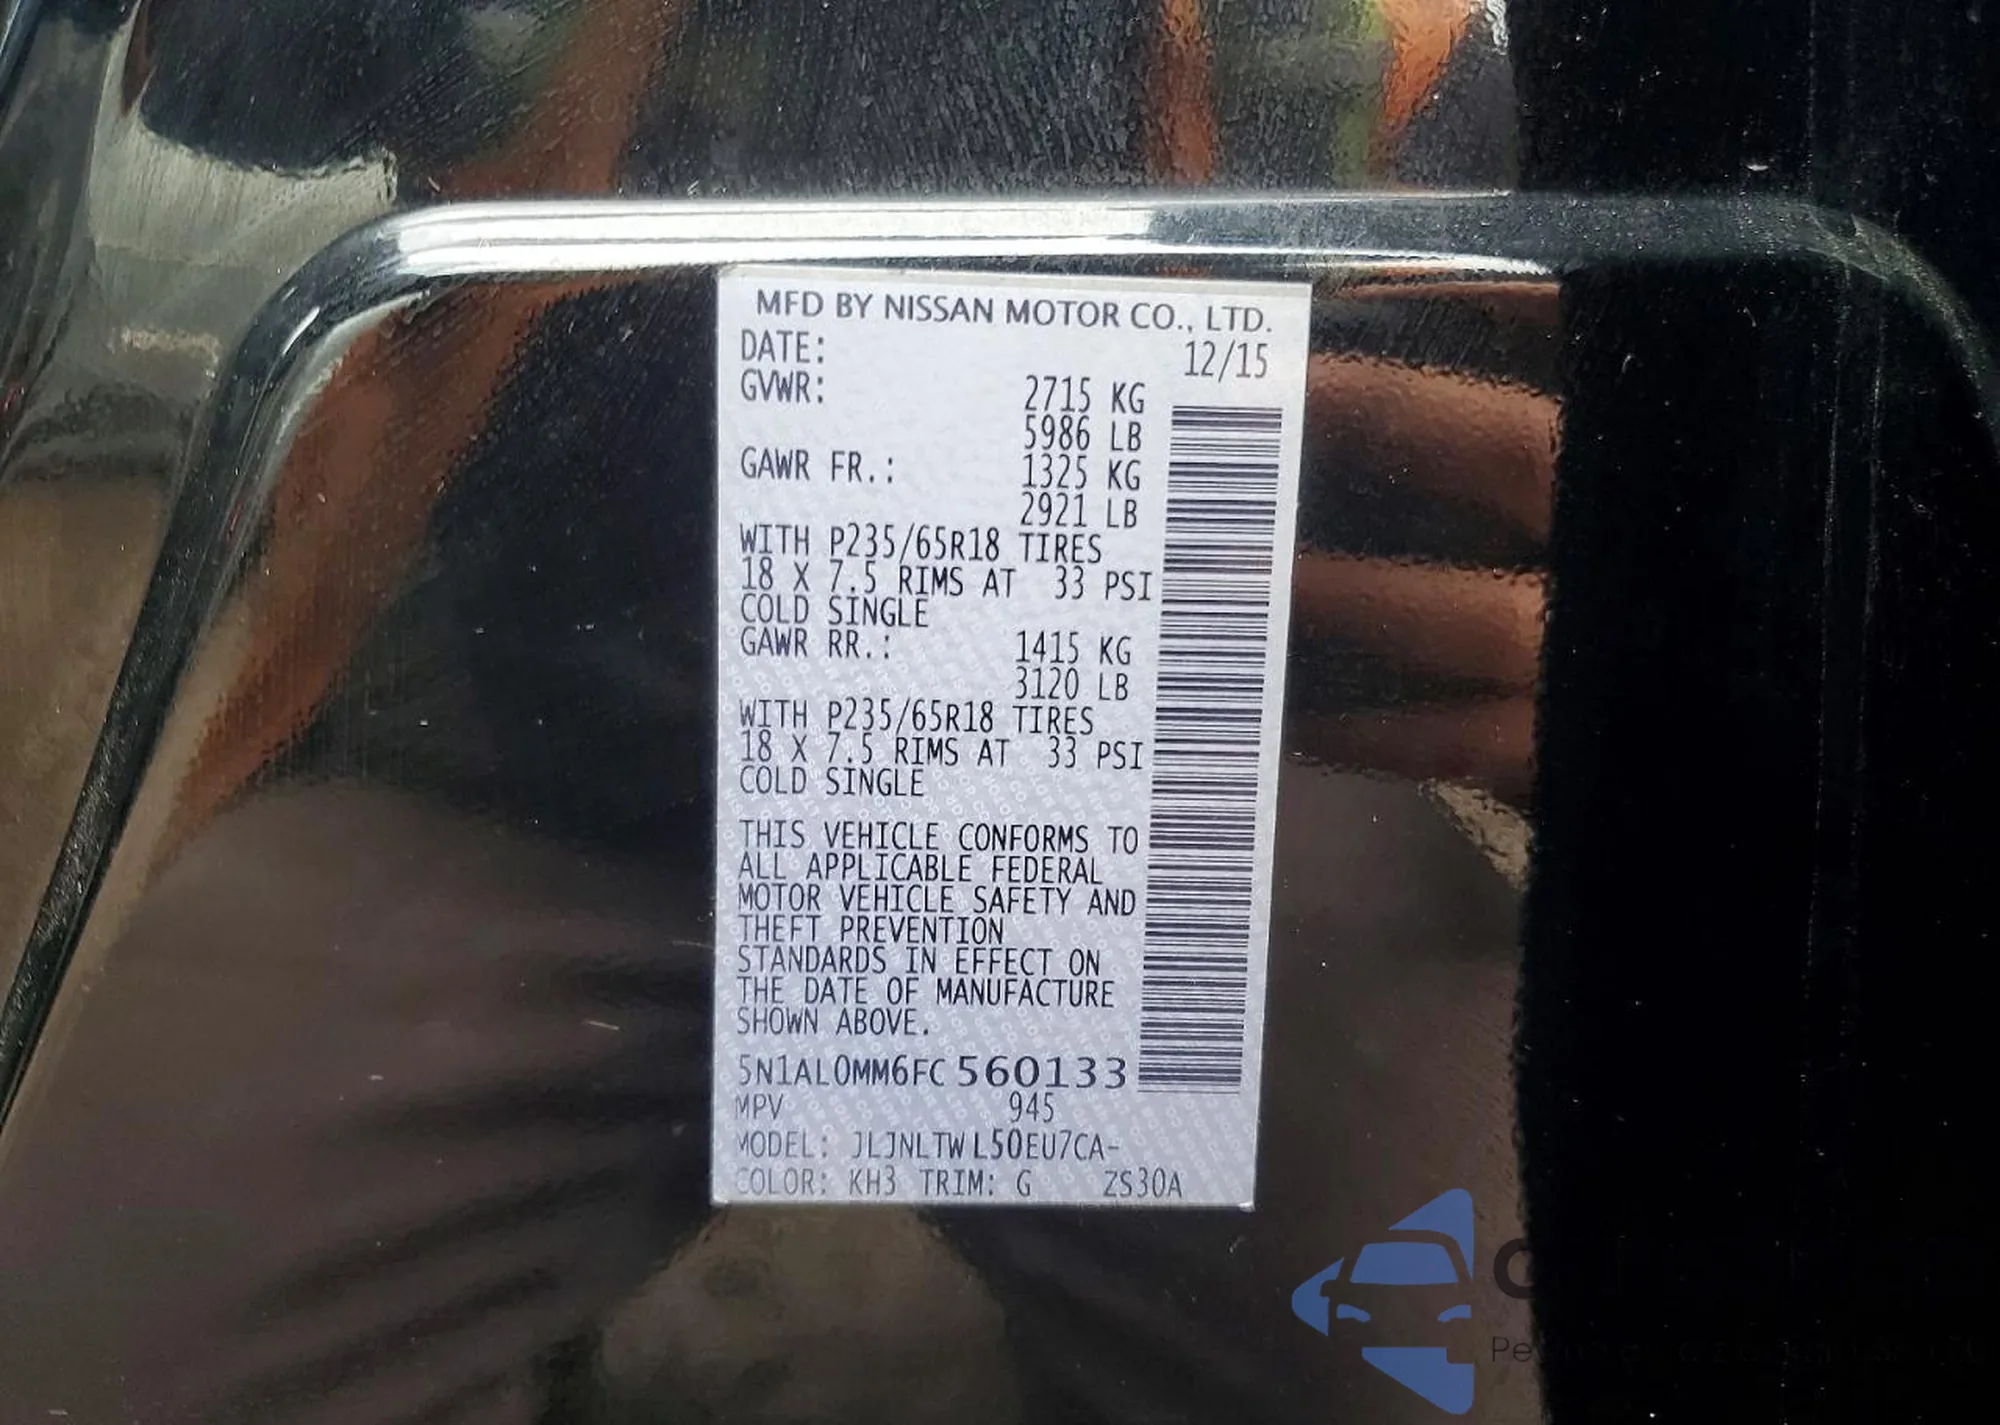 MFD BY NISSAN MOTOR CO., LTD.
DATE: 12/15
GVWR: 2715 KG
5986 LB
GAWR FR.: 1325 KG
2921 LB
WITH P235/65R18 TIRES
18 X 7.5 RIMS AT 33 PSI
COLD SINGLE
GAWR RR.: 1415 KG
3120 LB
WITH P235/65R18 TIRES
18 X 7.5 RIMS AT 33 PSI
COLD SINGLE
THIS VEHICLE CONFORMS TO
ALL APPLICABLE FEDERAL
MOTOR VEHICLE SAFETY AND
THEFT PREVENTION
STANDARDS IN EFFECT ON
THE DATE OF MANUFACTURE
SHOWN ABOVE.
5N1AL0MM6FC560133
MPV 945
MODEL: JLJNLTWL50EU7CA-
COLOR: KH3 TRIM: G ZS30A